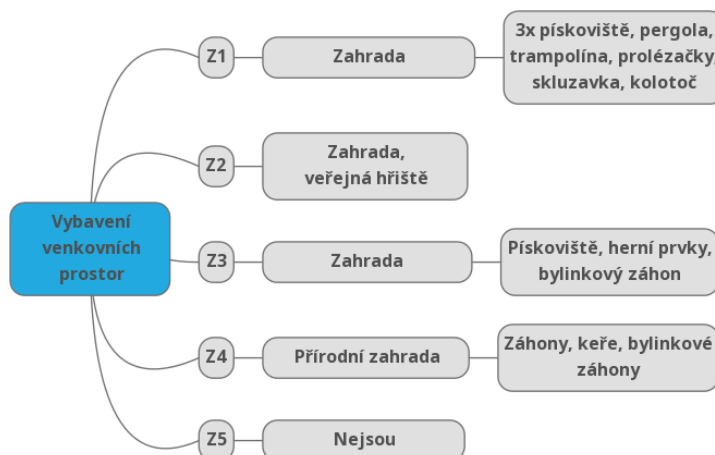 Vybavení
venkovních
prostor
Z1
Zahrada
3x pískoviště, pergola,
trampolína, prolézačky,
skluzavka, kolotoč
Z2
Zahrada,
veřejná hřiště
Z3
Zahrada
Pískoviště, herní prvky,
bylinkový záhon
Z4
Přírodní zahrada
Záhony, keře, bylinkové
záhony
Z5
Nejsou